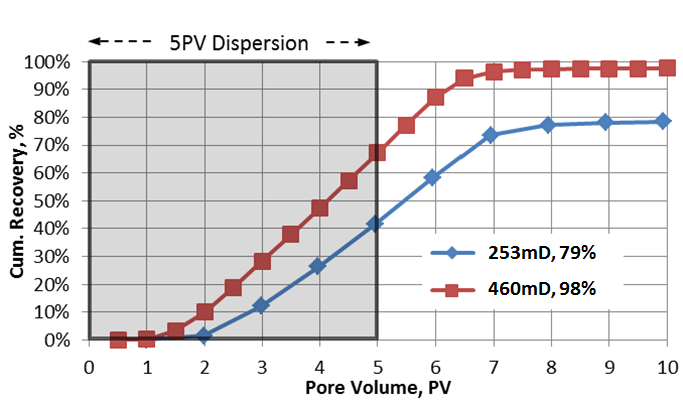 5PV Dispersion
100%
90%
80%
70%
60%
50%
40%
30%
20%
10%
0%
Cum. Recovery, %
253mD, 79%
460mD, 98%
0 1 2 3 4 5 6 7 8 9 10
Pore Volume, PV